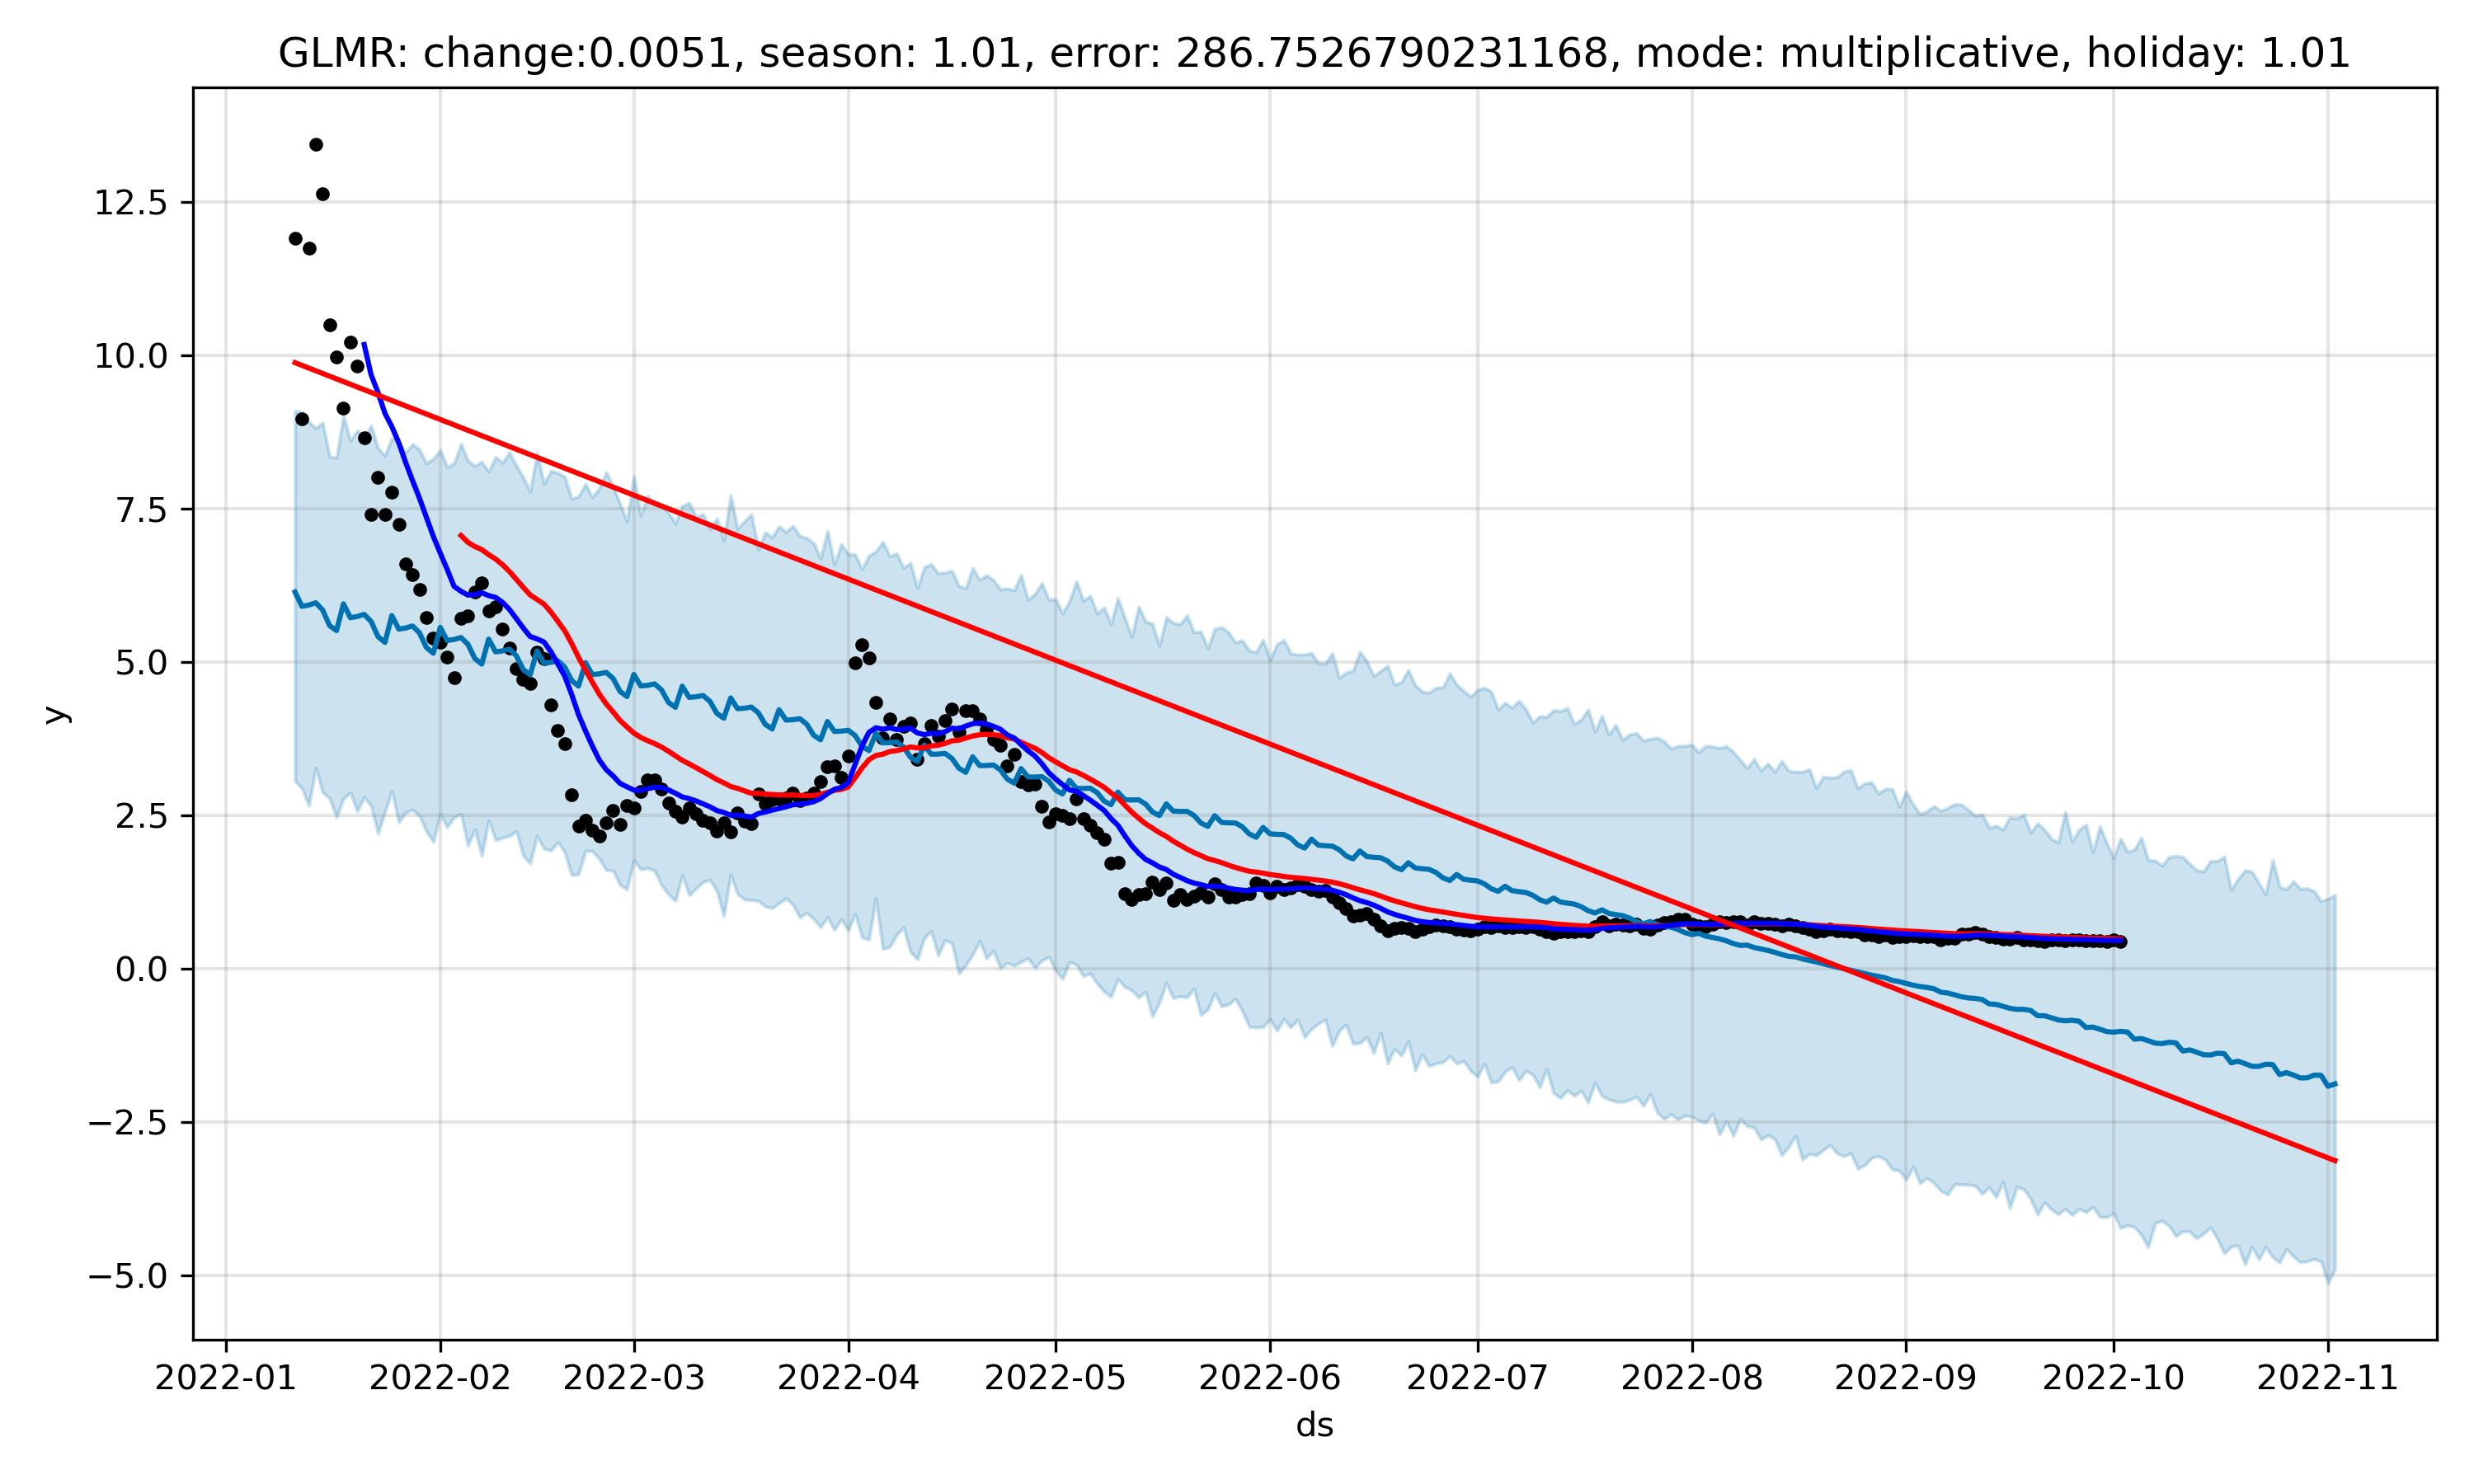 GLMR: change:0.0051, season: 1.01, error: 286.7526790231168, mode: multiplicative, holiday: 1.01
12.5
10.0
7.5
5.0
2.5
0.0
−2.5
−5.0
y
2022-01 2022-02 2022-03 2022-04 2022-05 2022-06 2022-07 2022-08 2022-09 2022-10 2022-11
ds